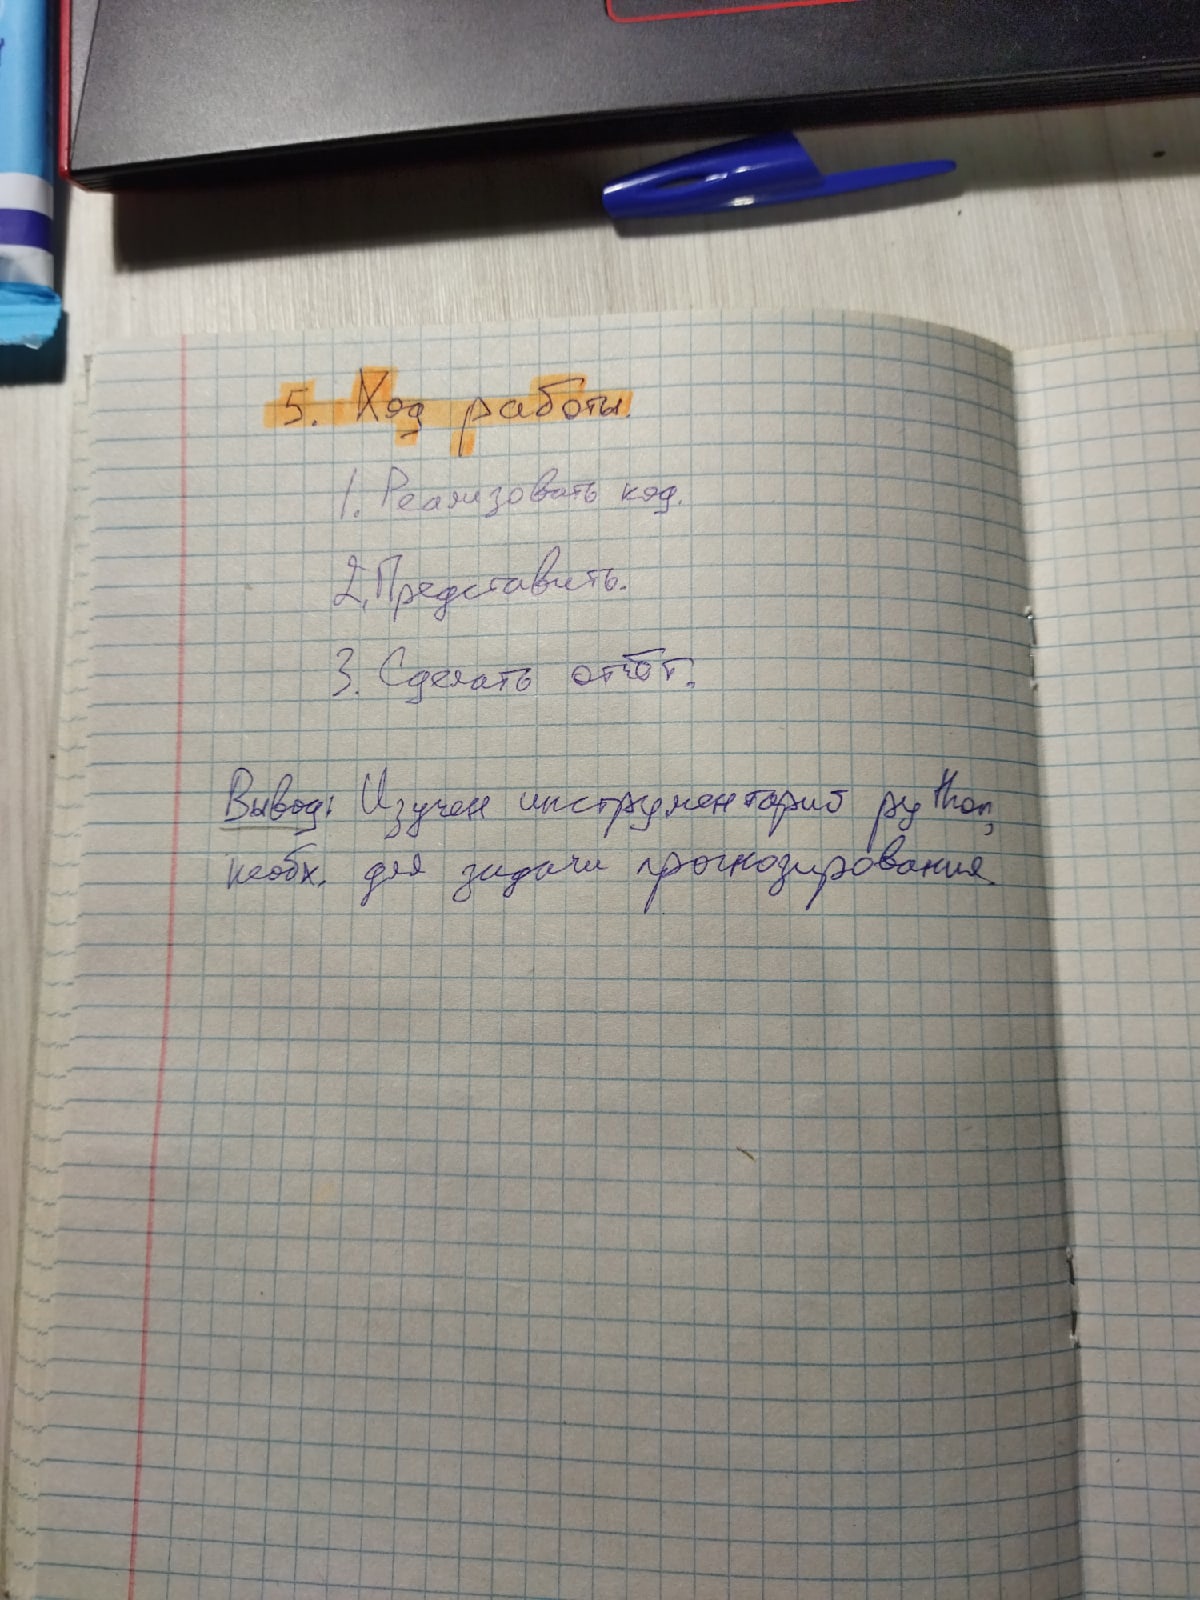 5. Ход работы.
1. Реализовать код.
2. Представить.
3. Сделать отчёт.
Вывод: Изучен инструментарий python,
необх. для задачи прогнозирования.